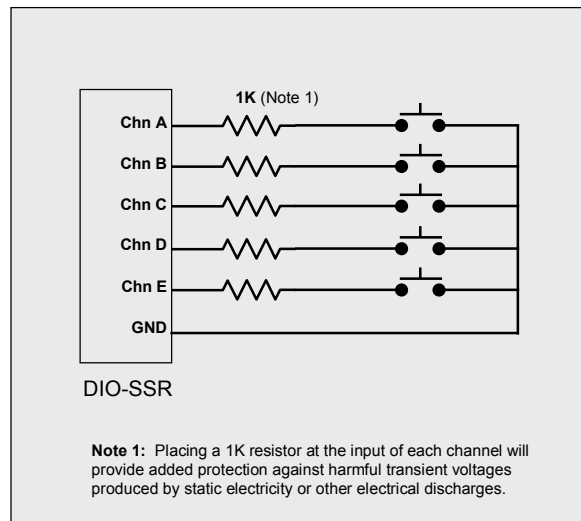 1K (Note 1)
Chn A
Chn B
Chn C
Chn D
Chn E
GND
DIO-SSR
Note 1: Placing a 1K resistor at the input of each channel will
provide added protection against harmful transient voltages
produced by static electricity or other electrical discharges.